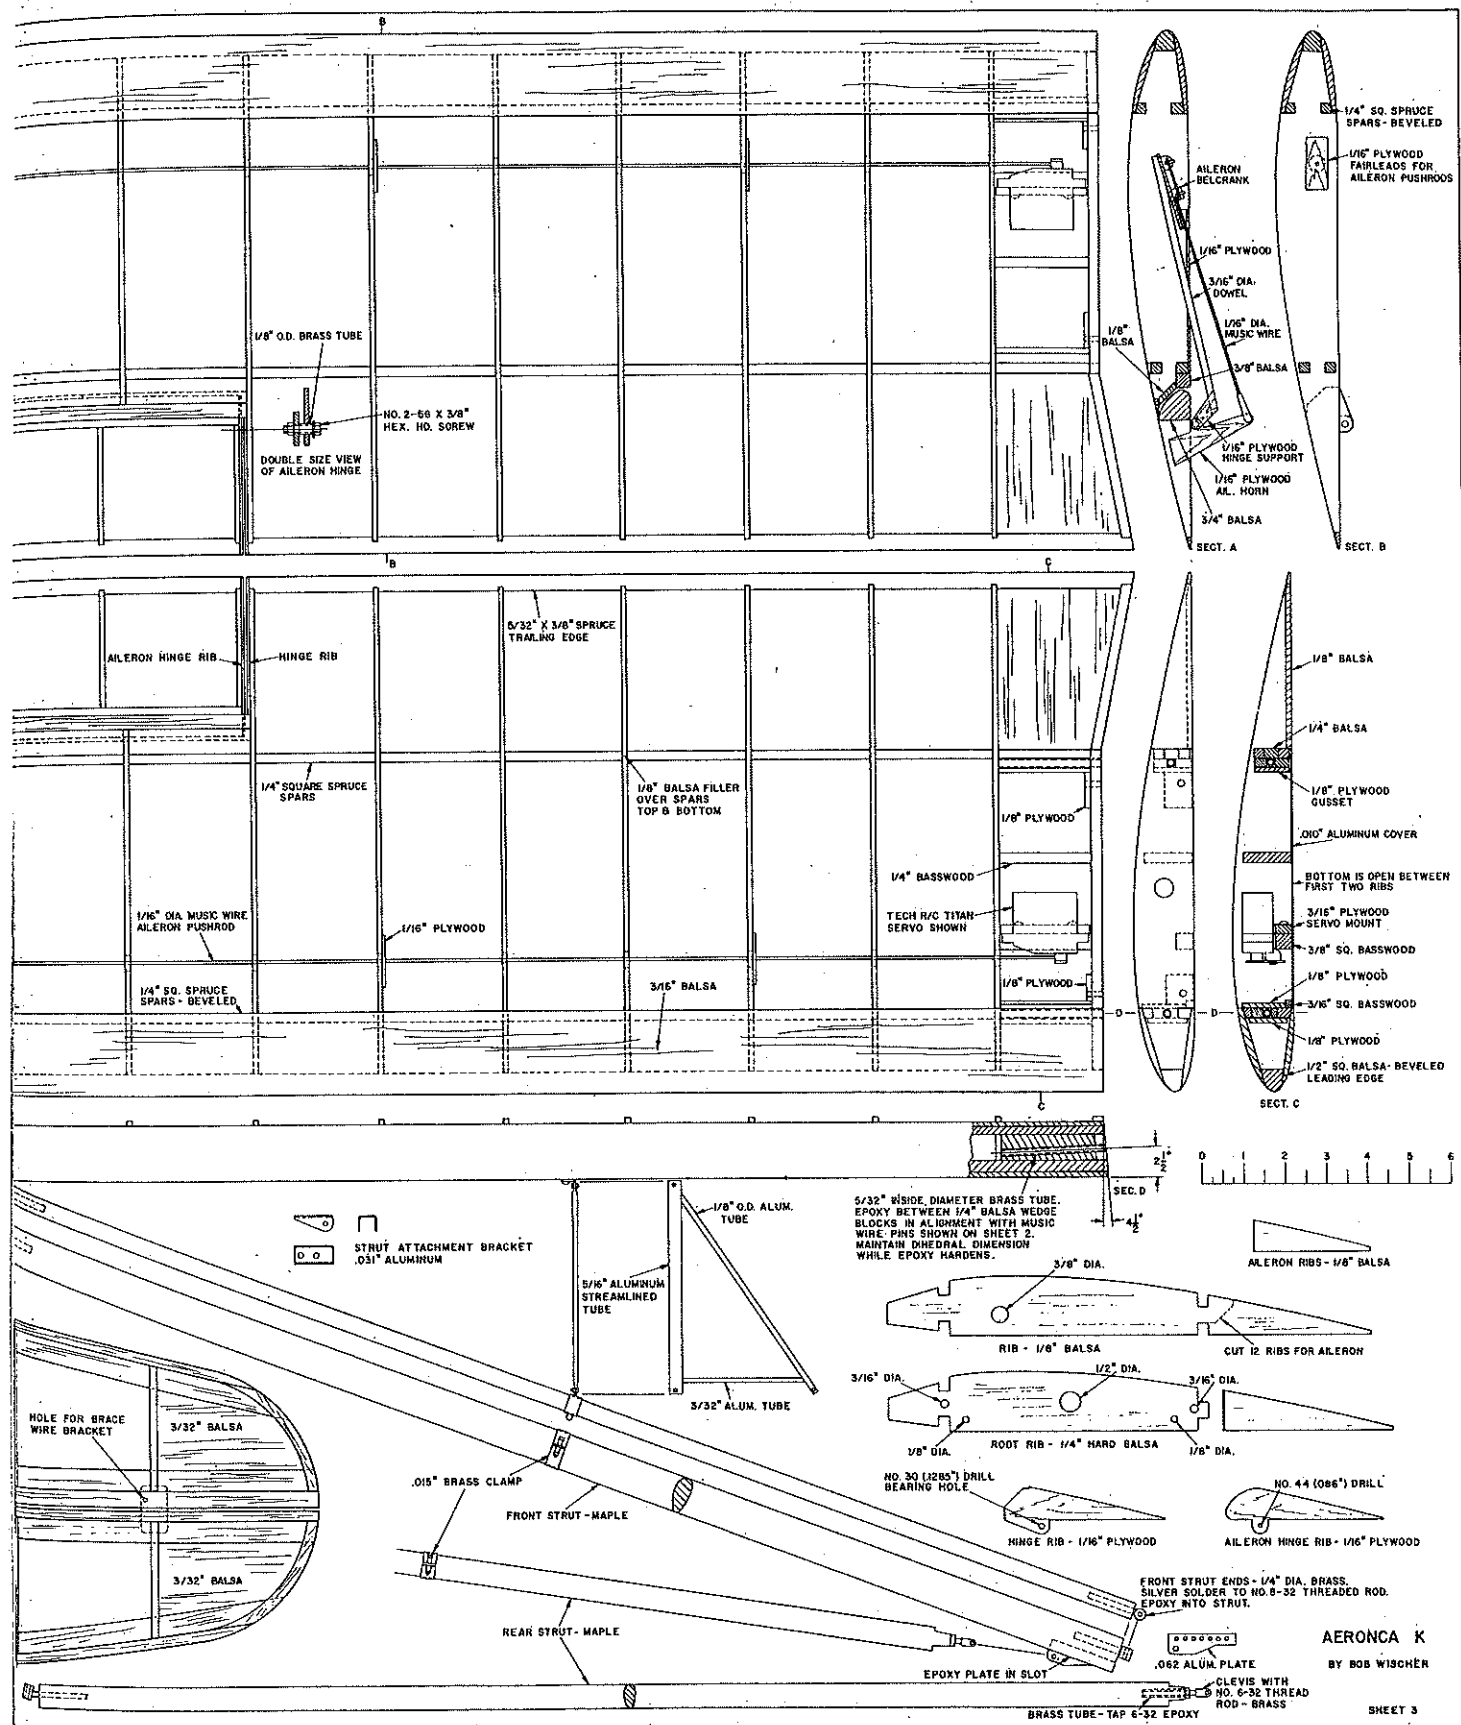 B
1/4" SQ. SPRUCE
SPARS - BEVELED
1/16" PLYWOOD
FAIRLEADS FOR
AILERON PUSHRODS
AILERON
BELCRANK
1/16" PLYWOOD
3/16" DIA.
DOWEL
1/16" DIA.
MUSIC WIRE
1/8"
BALSA
3/8" BALSA
1/16" PLYWOOD
HINGE SUPPORT
1/16" PLYWOOD
AIL. HORN
3/4" BALSA
SECT. A
SECT. B
1/8" O.D. BRASS TUBE
NO. 2-56 X 3/8"
HEX. HD. SCREW
DOUBLE SIZE VIEW
OF AILERON HINGE
B
C
5/32" X 3/8" SPRUCE
TRAILING EDGE
AILERON HINGE RIB
HINGE RIB
1/8" BALSA
1/4" BALSA
1/4" SQUARE SPRUCE
SPARS
1/8" BALSA FILLER
OVER SPARS
TOP & BOTTOM
1/8" PLYWOOD
1/8" PLYWOOD
GUSSET
.010" ALUMINUM COVER
1/4" BASSWOOD
BOTTOM IS OPEN BETWEEN
FIRST TWO RIBS
1/16" DIA. MUSIC WIRE
AILERON PUSHROD
1/16" PLYWOOD
TECH R/C TITAN
SERVO SHOWN
3/16" PLYWOOD
SERVO MOUNT
3/8" SQ. BASSWOOD
1/4" SQ. SPRUCE
SPARS - BEVELED
3/16" BALSA
1/8" PLYWOOD
1/8" PLYWOOD
3/16" SQ. BASSWOOD
D
D
1/8" PLYWOOD
1/2" SQ. BALSA - BEVELED
LEADING EDGE
SECT. C
C
2 1/2°
SEC. D
4 1/2°
0 1 2 3 4 5 6
5/32" INSIDE DIAMETER BRASS TUBE.
EPOXY BETWEEN 1/4" BALSA WEDGE
BLOCKS IN ALIGNMENT WITH MUSIC
WIRE PINS SHOWN ON SHEET 2.
MAINTAIN DIHEDRAL DIMENSION
WHILE EPOXY HARDENS.
STRUT ATTACHMENT BRACKET
.031" ALUMINUM
1/8" O.D. ALUM.
TUBE
5/16" ALUMINUM
STREAMLINED
TUBE
3/32" ALUM. TUBE
AILERON RIBS - 1/8" BALSA
3/8" DIA.
RIB - 1/8" BALSA
CUT 12 RIBS FOR AILERON
3/16" DIA.
1/2" DIA.
3/16" DIA.
1/8" DIA.
ROOT RIB - 1/4" HARD BALSA
1/8" DIA.
HOLE FOR BRACE
WIRE BRACKET
3/32" BALSA
3/32" BALSA
.015" BRASS CLAMP
FRONT STRUT - MAPLE
NO. 30 (.1285") DRILL
BEARING HOLE
HINGE RIB - 1/16" PLYWOOD
NO. 44 (086") DRILL
AILERON HINGE RIB - 1/16" PLYWOOD
FRONT STRUT ENDS - 1/4" DIA. BRASS.
SILVER SOLDER TO NO. 8-32 THREADED ROD.
EPOXY INTO STRUT.
REAR STRUT - MAPLE
EPOXY PLATE IN SLOT
.062 ALUM. PLATE
CLEVIS WITH
NO. 6-32 THREAD
ROD - BRASS
BRASS TUBE - TAP 6-32 EPOXY
AERONCA K
BY BOB WISCHER
SHEET 3